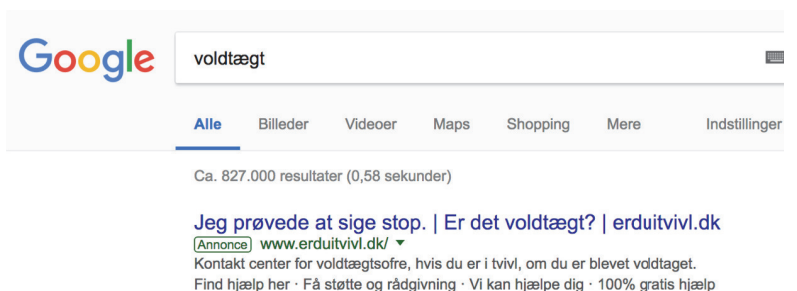 Google
voldtægt
Alle Billeder Videoer Maps Shopping Mere Indstillinger
Ca. 827.000 resultater (0,58 sekunder)
Jeg prøvede at sige stop. | Er det voldtægt? | erduitvivl.dk
Annonce www.erduitvivl.dk/
Kontakt center for voldtægtsofre, hvis du er i tvivl, om du er blevet voldtaget.
Find hjælp her · Få støtte og rådgivning · Vi kan hjælpe dig · 100% gratis hjælp